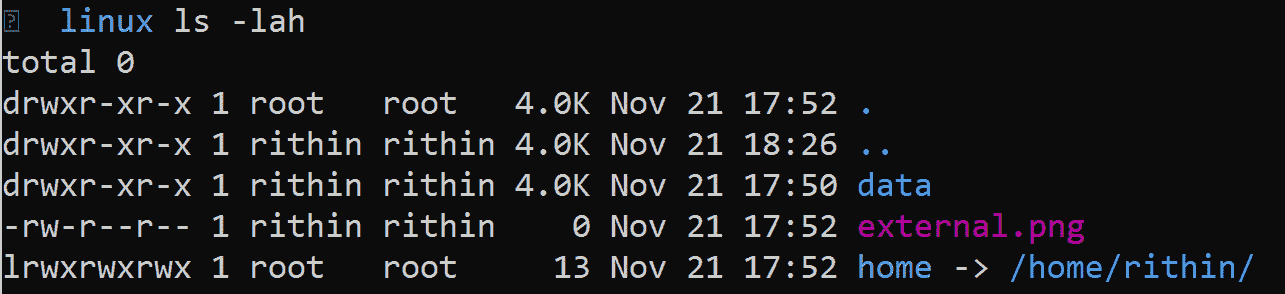 linux ls -lah
total 0
drwxr-xr-x 1 root   root   4.0K Nov 21 17:52 .
drwxr-xr-x 1 rithin rithin 4.0K Nov 21 18:26 ..
drwxr-xr-x 1 rithin rithin 4.0K Nov 21 17:50 data
-rw-r--r-- 1 rithin rithin    0 Nov 21 17:52 external.png
lrwxrwxrwx 1 root   root     13 Nov 21 17:52 home -> /home/rithin/